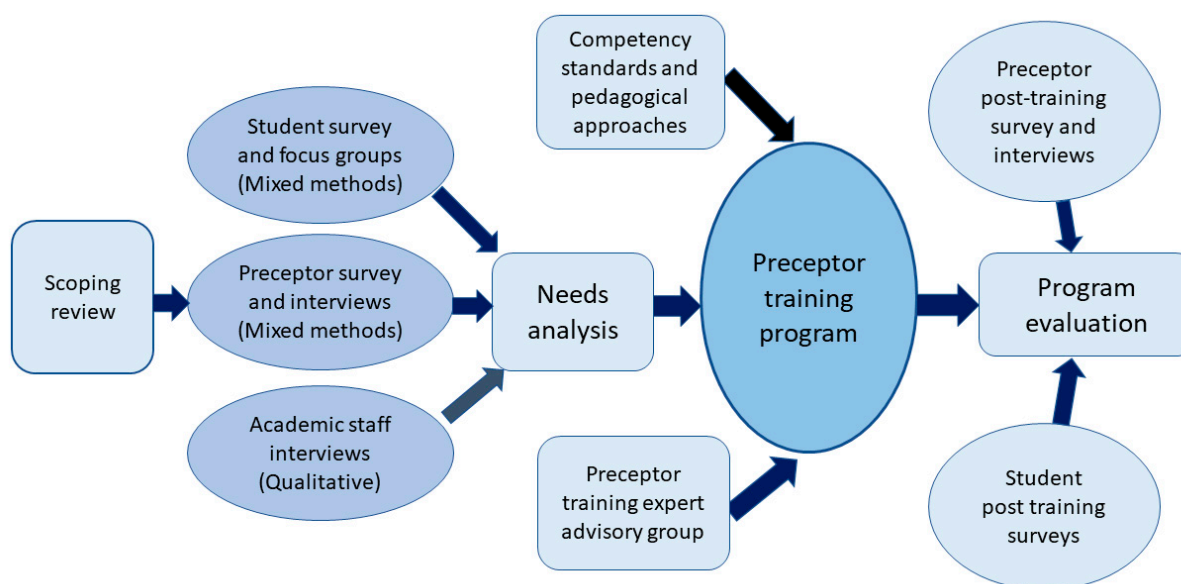 Scoping
review
Student survey
and focus groups
(Mixed methods)
Preceptor survey
and interviews
(Mixed methods)
Academic staff
interviews
(Qualitative)
Needs
analysis
Competency
standards and
pedagogical
approaches
Preceptor
training
program
Preceptor
training expert
advisory group
Preceptor
post-training
survey and
interviews
Program
evaluation
Student
post training
surveys